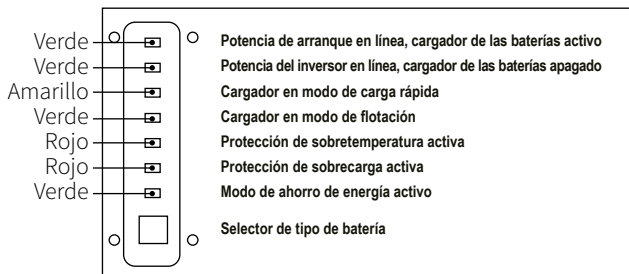 Verde Potencia de arranque en línea, cargador de las baterías activo
Verde Potencia del inversor en línea, cargador de las baterías apagado
Amarillo Cargador en modo de carga rápida
Verde Cargador en modo de flotación
Rojo Protección de sobretemperatura activa
Rojo Protección de sobrecarga activa
Verde Modo de ahorro de energía activo
Selector de tipo de batería